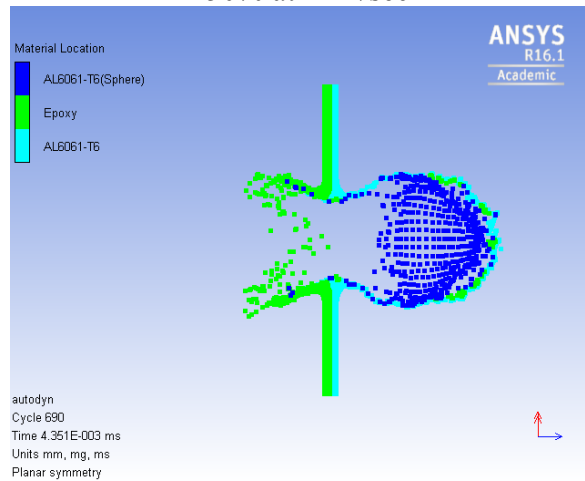 ANSYS
R16.1
Academic
Material Location
AL6061-T6(Sphere)
Epoxy
AL6061-T6
autodyn
Cycle 690
Time 4.351E-003 ms
Units mm, mg, ms
Planar symmetry